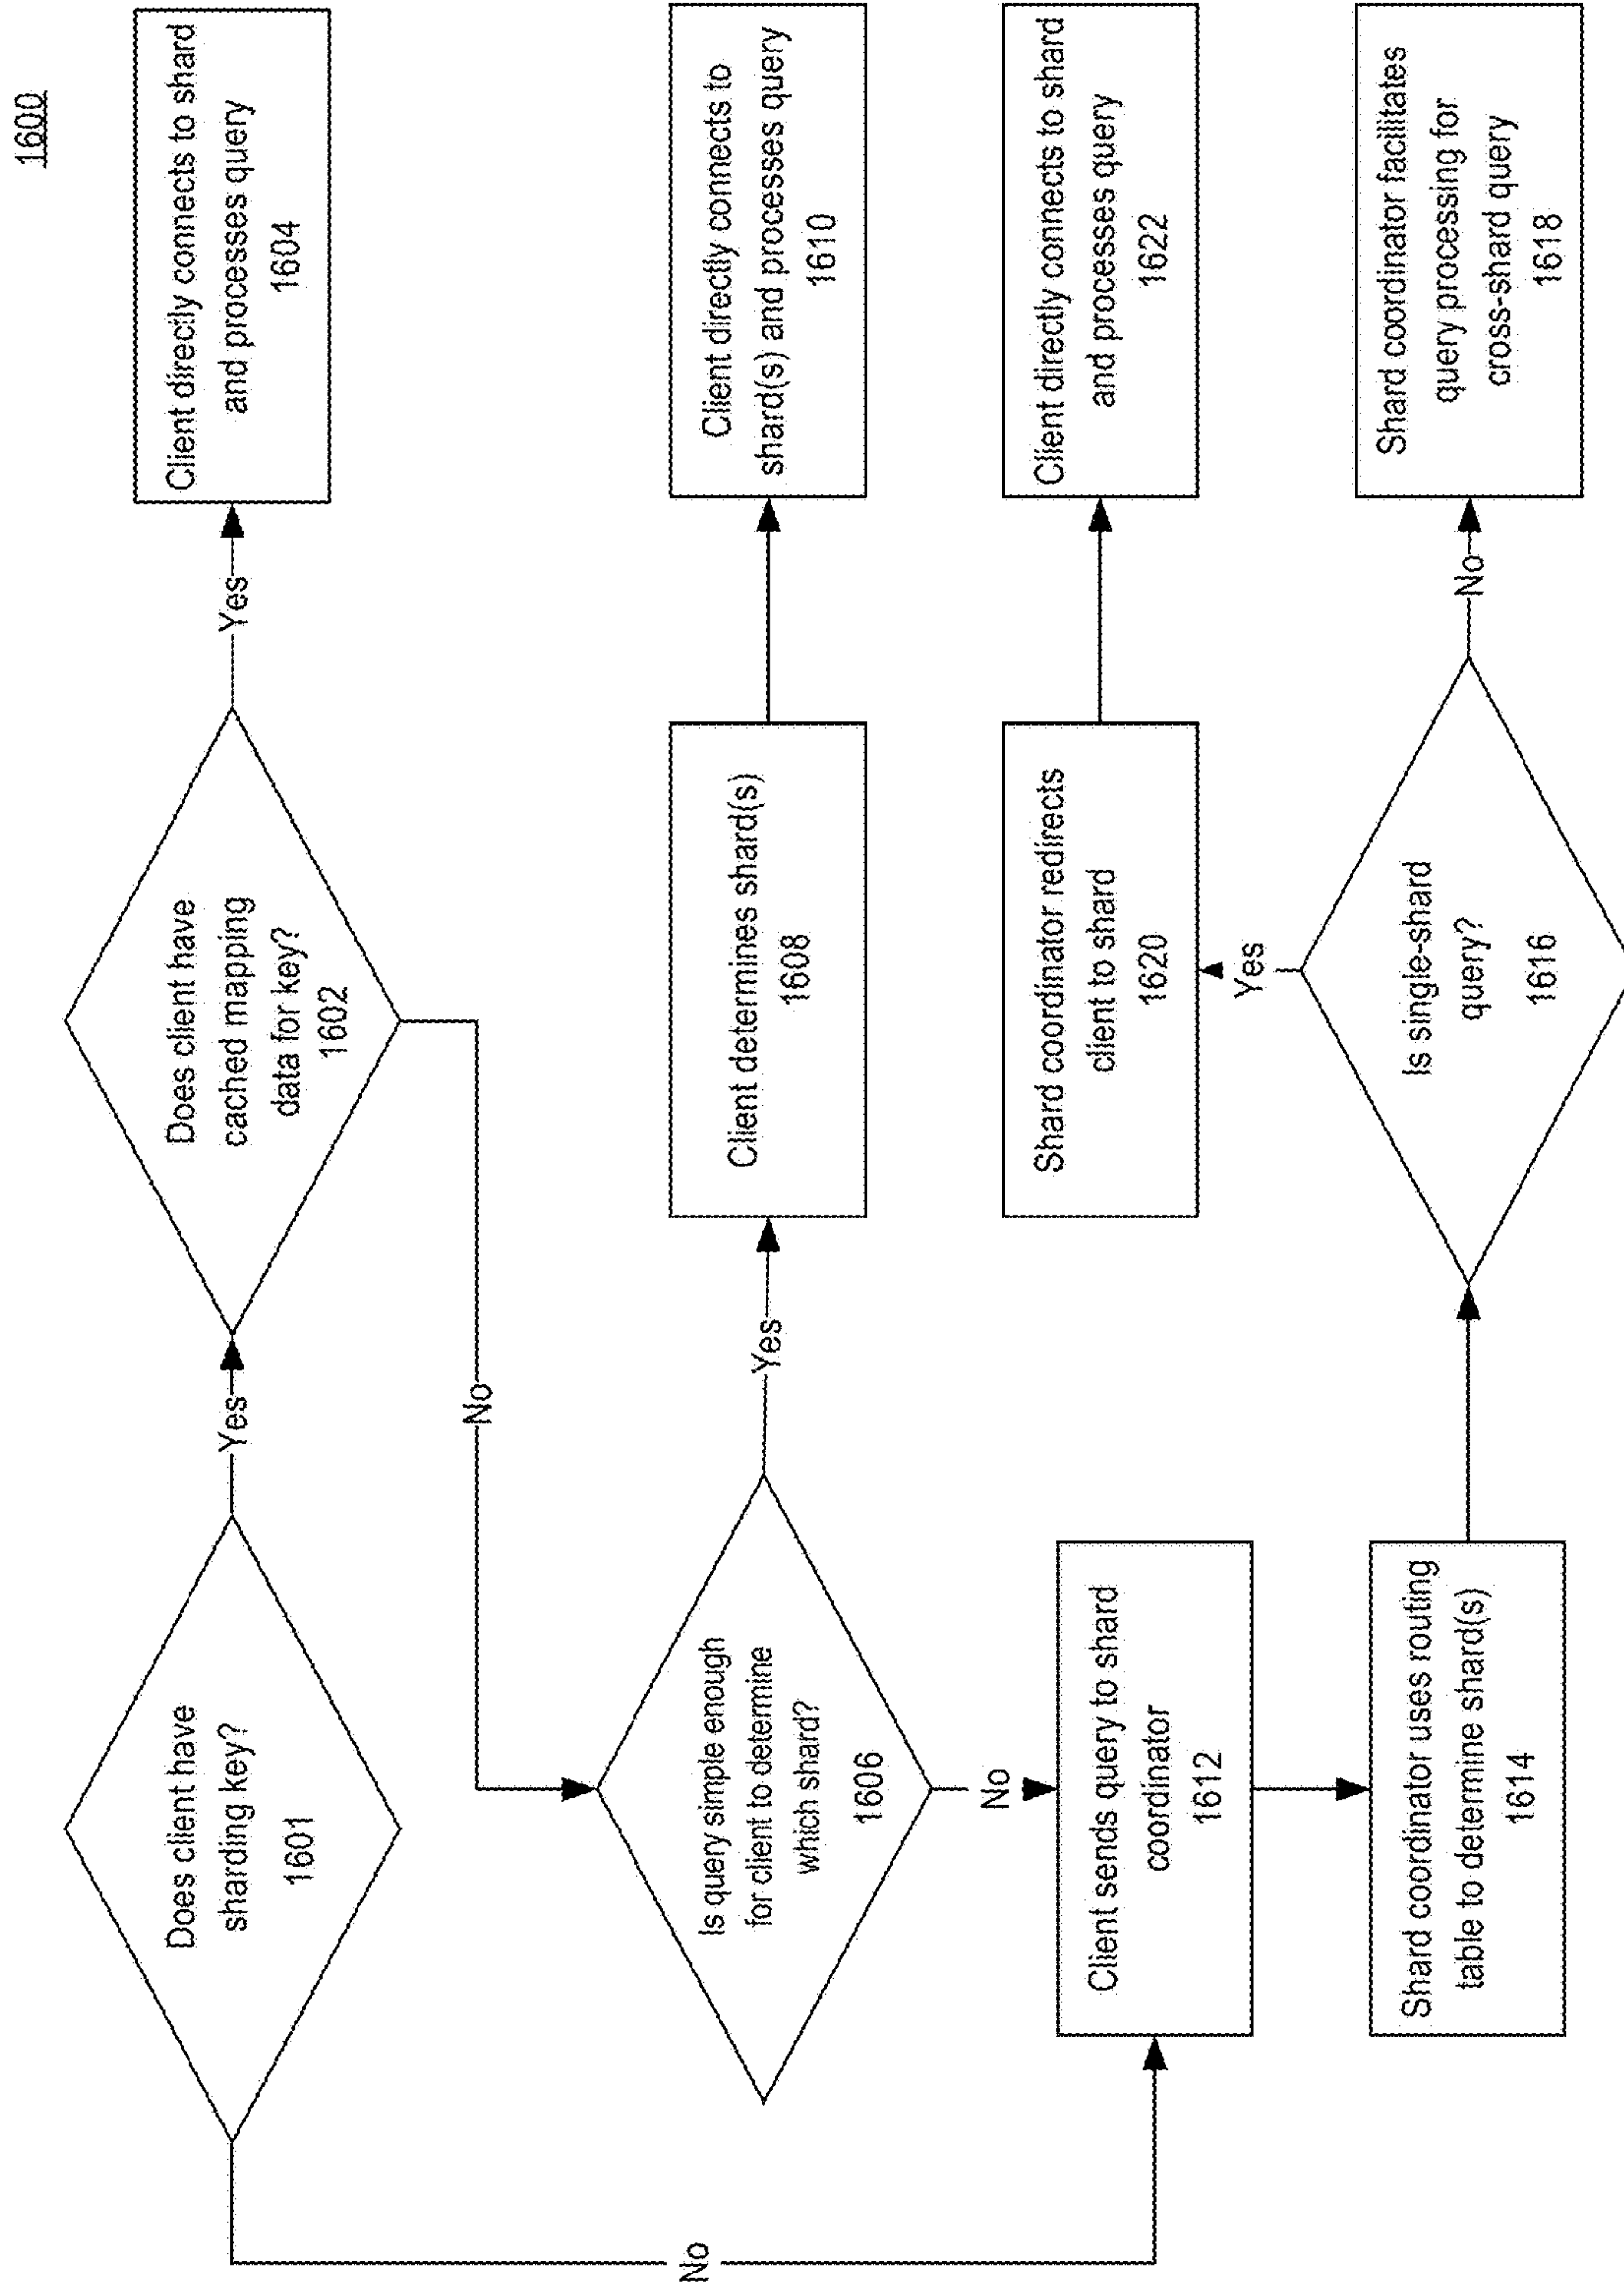 1600
Does client have
sharding key?
1601
Yes
Does client have
cached mapping
data for key?
1602
Yes
Client directly connects to shard
and processes query
1604
No
Is query simple enough
for client to determine
which shard?
1606
Yes
Client determines shard(s)
1608
Client directly connects to
shard(s) and processes query
1610
No
No
Client sends query to shard
coordinator
1612
Shard coordinator redirects
client to shard
1620
Client directly connects to shard
and processes query
1622
Yes
Shard coordinator uses routing
table to determine shard(s)
1614
Is single-shard
query?
1616
No
Shard coordinator facilitates
query processing for
cross-shard query
1618